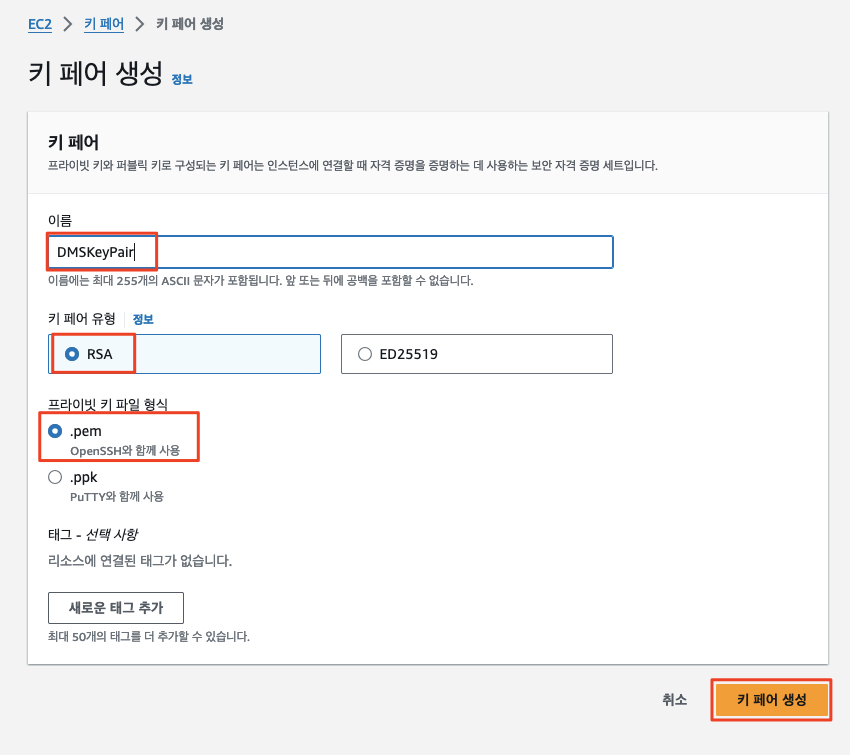 EC2 > 키 페어 > 키 페어 생성
키 페어 생성 정보
키 페어
프라이빗 키와 퍼블릭 키로 구성되는 키 페어는 인스턴스에 연결할 때 자격 증명을 증명하는 데 사용하는 보안 자격 증명 세트입니다.
이름
DMSKeyPair
이름에는 최대 255개의 ASCII 문자가 포함됩니다. 앞 또는 뒤에 공백을 포함할 수 없습니다.
키 페어 유형 정보
RSA ED25519
프라이빗 키 파일 형식
.pem
OpenSSH와 함께 사용
.ppk
PuTTY와 함께 사용
태그 - 선택 사항
리소스에 연결된 태그가 없습니다.
새로운 태그 추가
최대 50개의 태그를 더 추가할 수 있습니다.
취소 키 페어 생성